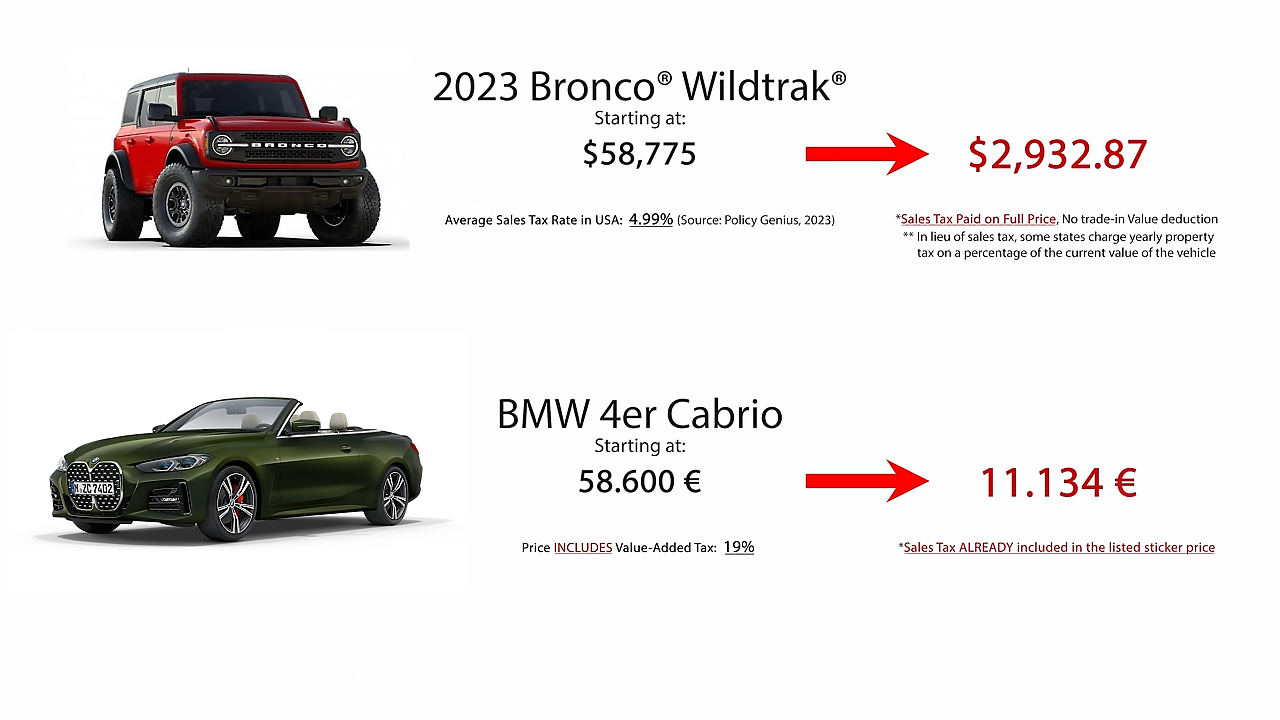 2023 Bronco® Wildtrak®
Starting at:
$58,775
$2,932.87
BRONCO
Average Sales Tax Rate in USA: 4.99% (Source: Policy Genius, 2023)
*Sales Tax Paid on Full Price, No trade-in Value deduction
** In lieu of sales tax, some states charge yearly property
tax on a percentage of the current value of the vehicle
BMW 4er Cabrio
Starting at:
58.600 €
11.134 €
M ZC 7402
Price INCLUDES Value-Added Tax: 19%
*Sales Tax ALREADY included in the listed sticker price